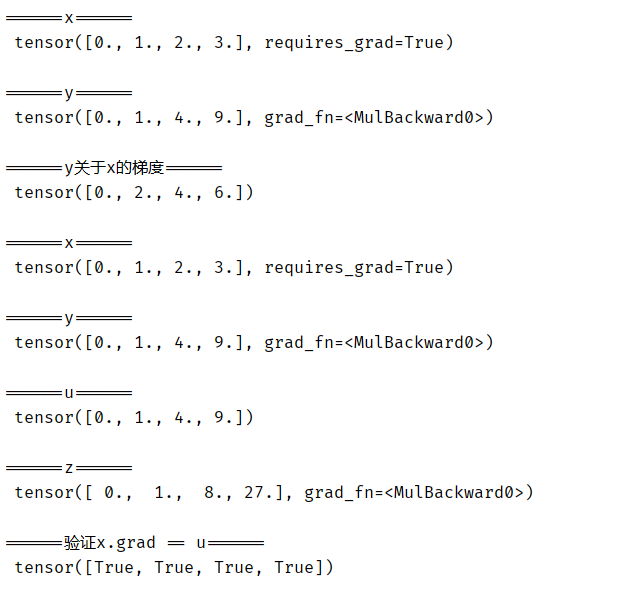 ======x======
tensor([0., 1., 2., 3.], requires_grad=True)
======y======
tensor([0., 1., 4., 9.], grad_fn=<MulBackward0>)
======y关于x的梯度======
tensor([0., 2., 4., 6.])
======x======
tensor([0., 1., 2., 3.], requires_grad=True)
======y======
tensor([0., 1., 4., 9.], grad_fn=<MulBackward0>)
======u======
tensor([0., 1., 4., 9.])
======z======
tensor([ 0.,  1.,  8., 27.], grad_fn=<MulBackward0>)
======验证x.grad == u======
tensor([True, True, True, True])